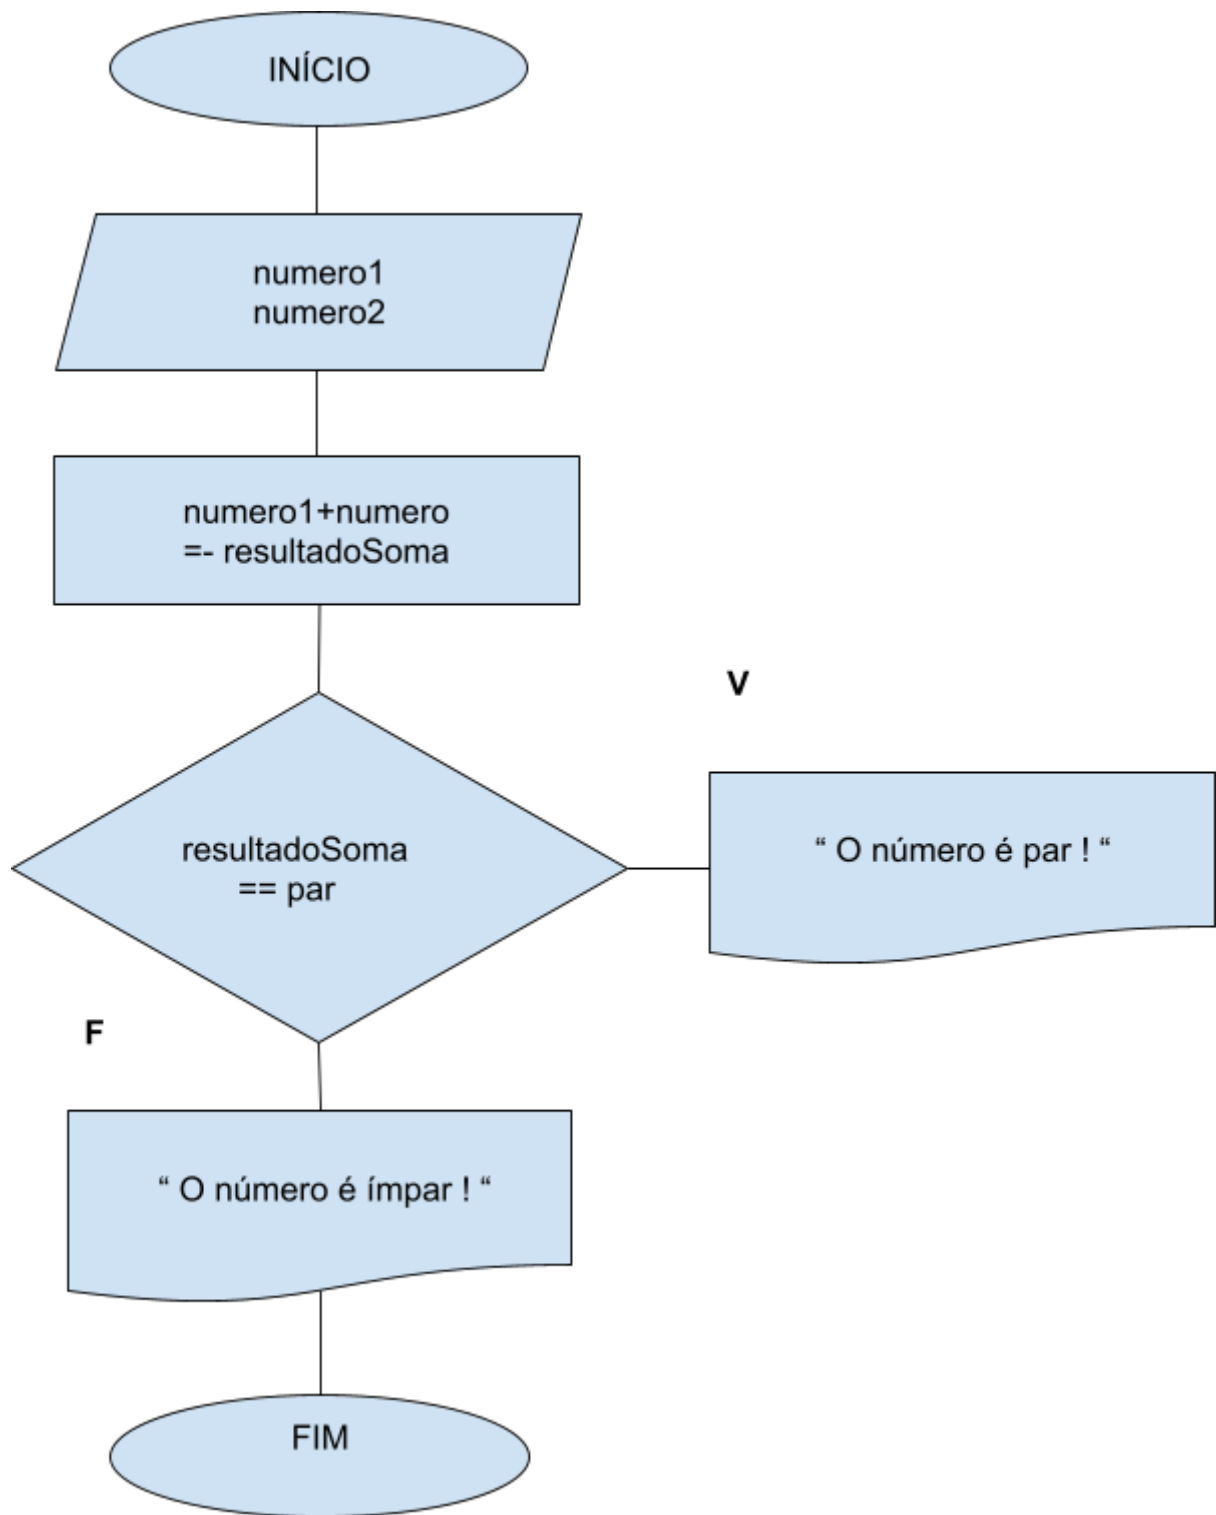 INÍCIO
numero1
numero2
numero1+numero
=- resultadoSoma
V
resultadoSoma
== par
“ O número é par ! “
F
“ O número é ímpar ! “
FIM